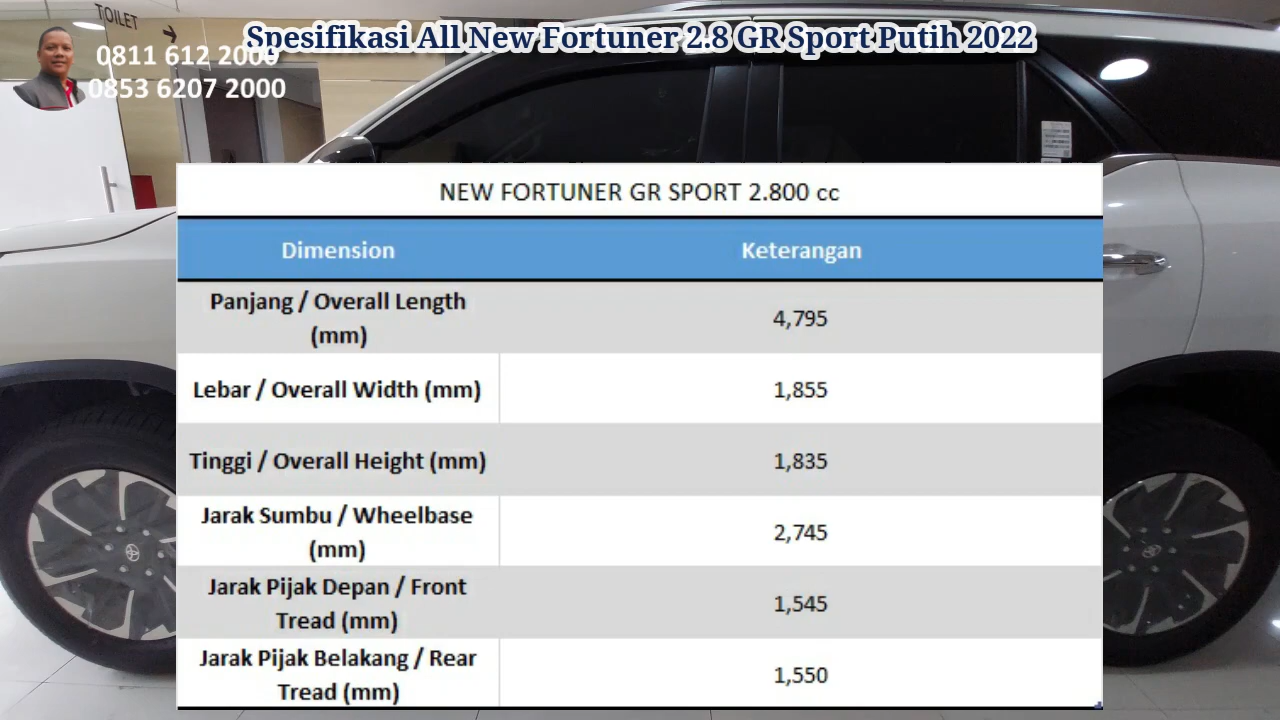 TOILET
Spesifikasi All New Fortuner 2.8 GR Sport Putih 2022
0811 612 2000
0853 6207 2000
NEW FORTUNER GR SPORT 2.800 cc
Dimension Keterangan
Panjang / Overall Length
(mm)
4,795
Lebar / Overall Width (mm) 1,855
Tinggi / Overall Height (mm) 1,835
Jarak Sumbu / Wheelbase
(mm)
2,745
Jarak Pijak Depan / Front
Tread (mm)
1,545
Jarak Pijak Belakang / Rear
Tread (mm)
1,550